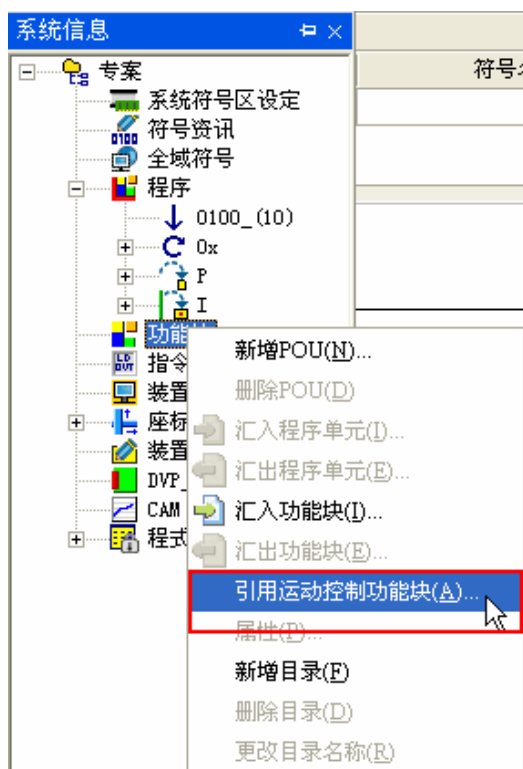 系统信息
符号
专案
系统符号区设定
符号资讯
全域符号
程序
O100_(10)
Ox
P
I
功能
指令
装置
座标
装置
DVP_
CAM
程式
新增POU(N)...
删除POU(D)
汇入程序单元(I)...
汇出程序单元(E)...
汇入功能块(I)...
汇出功能块(E)...
引用运动控制功能块(A)...
属性(P)...
新增目录(F)
删除目录(D)
更改目录名称(R)